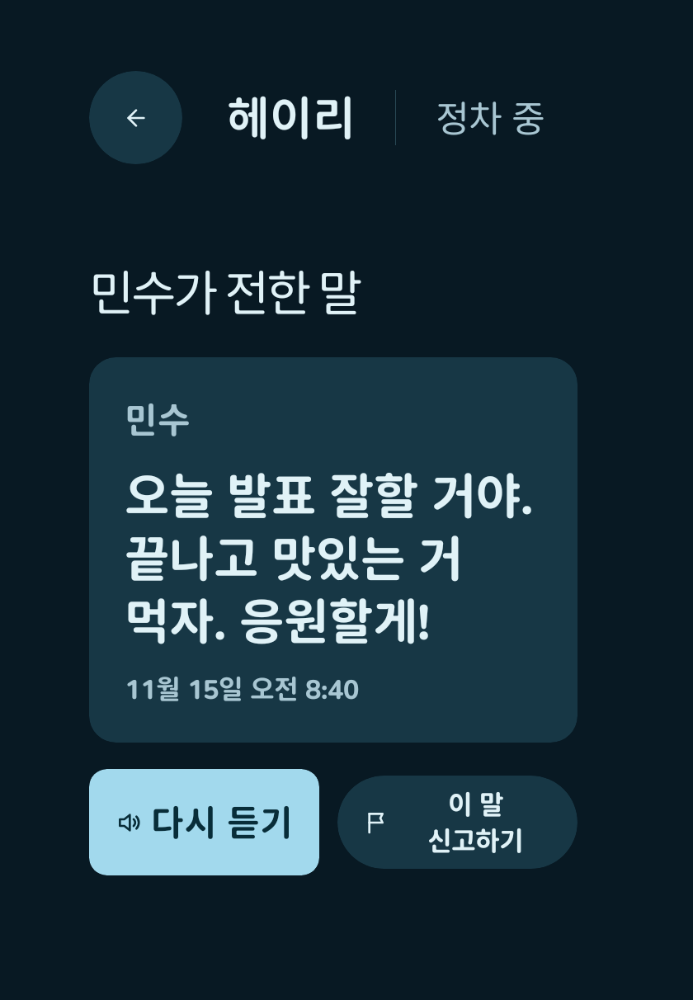 헤이리
정차 중
민수가 전한 말
민수
오늘 발표 잘할 거야.
끝나고 맛있는 거
먹자. 응원할게!
11월 15일 오전 8:40
다시 듣기
이 말
신고하기